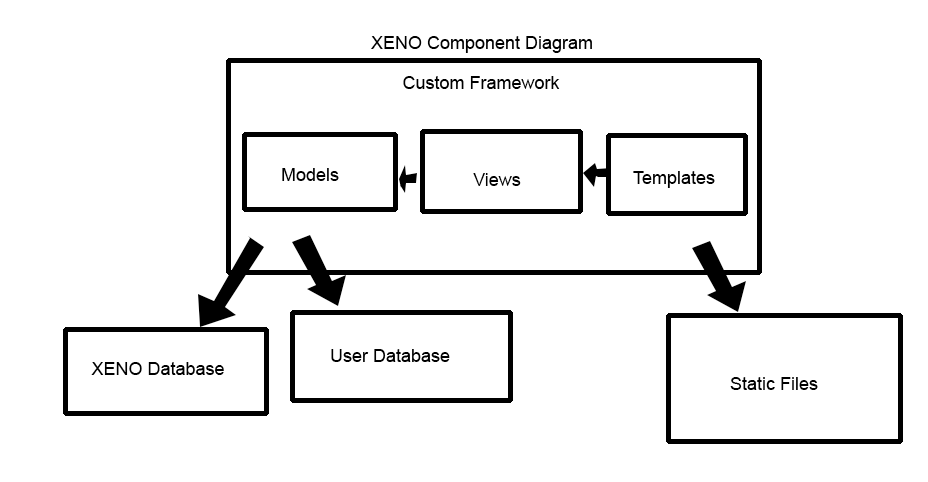 XENO Component Diagram
Custom Framework
Models
Views
Templates
XENO Database
User Database
Static Files